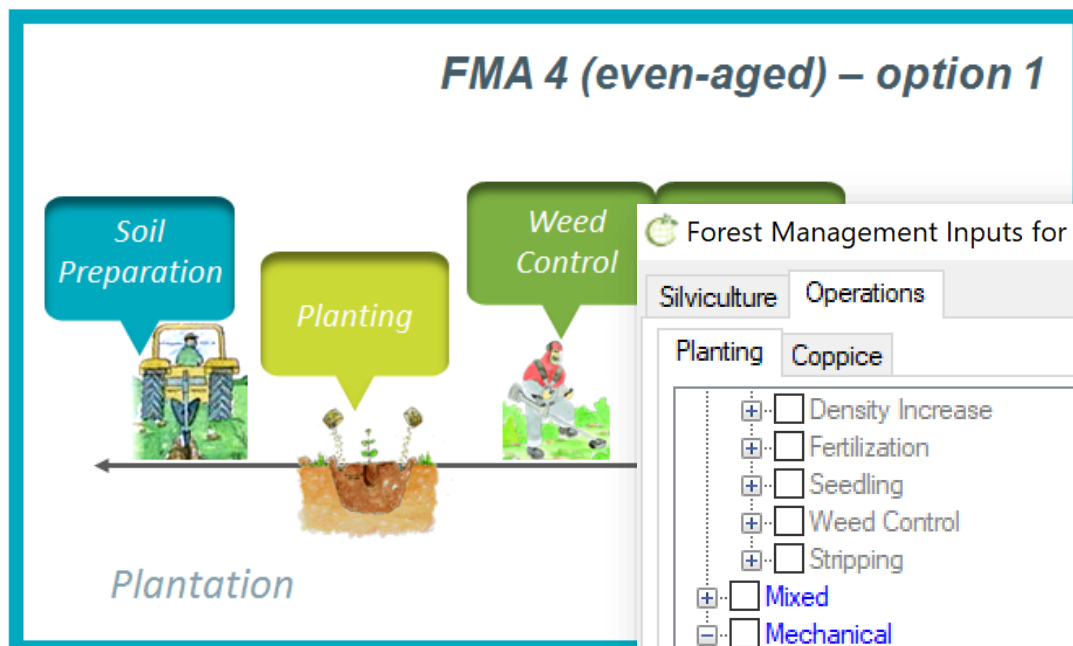 FMA 4 (even-aged) – option 1
Soil
Preparation
Planting
Weed
Control
Plantation
Forest Management Inputs for
Silviculture
Operations
Planting
Coppice
Density Increase
Fertilization
Seedling
Weed Control
Stripping
Mixed
Mechanical